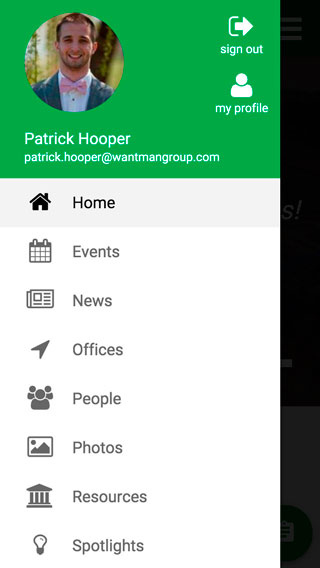 sign out
my profile
Patrick Hooper
patrick.hooper@wantmangroup.com
Home
Events
News
Offices
People
Photos
Resources
Spotlights
s!